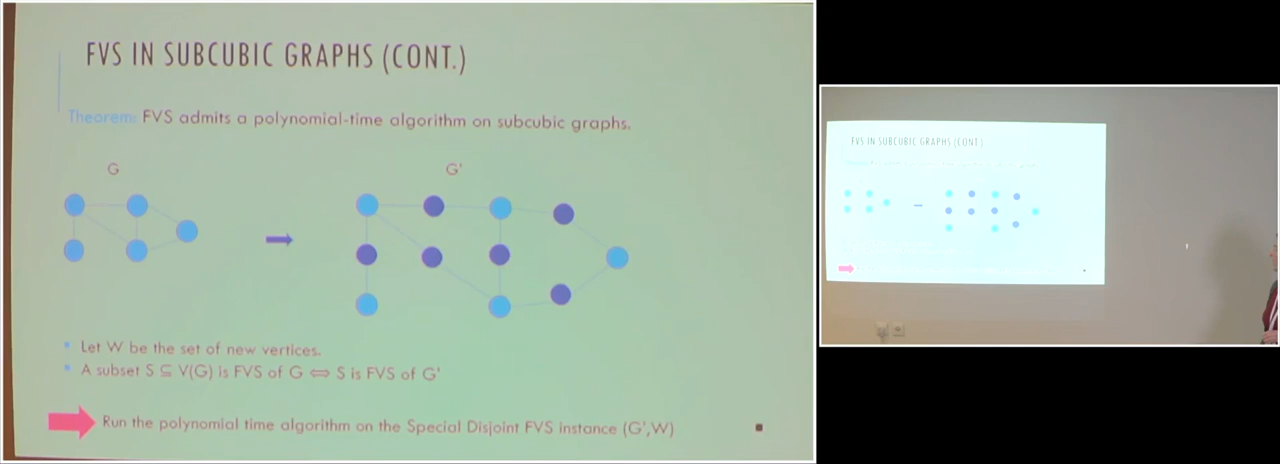 FVS IN SUBCUBIC GRAPHS (CONT.)
Theorem: FVS admits a polynomial-time algorithm on subcubic graphs.
G
G'
Let W be the set of new vertices.
A subset S ⊆ V(G) is FVS of G ⇔ S is FVS of G'
Run the polynomial time algorithm on the Special Disjoint FVS instance (G',W)
FVS IN SUBCUBIC GRAPHS (CONT.)